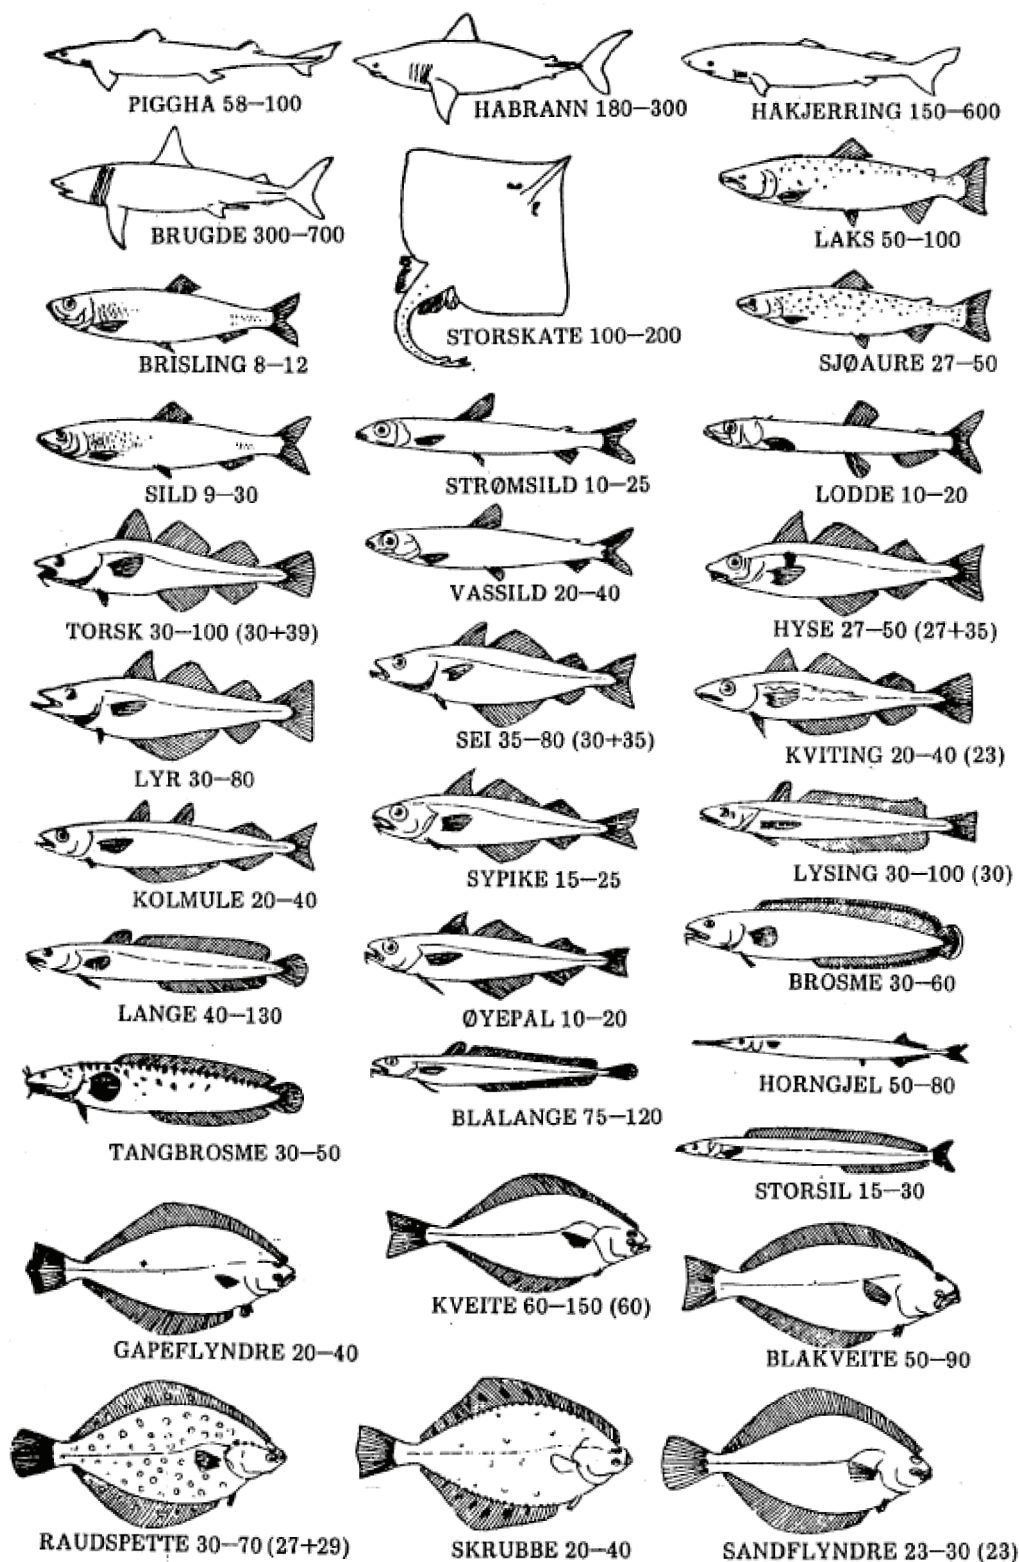 PIGGHA 58—100
HABRANN 180—300
HAKJERRING 150—600
BRUGDE 300—700
STORSKATE 100—200
LAKS 50—100
BRISLING 8—12
SJØAURE 27—50
SILD 9—30
STRØMSILD 10—25
LODDE 10—20
TORSK 30—100 (30+39)
VASSILD 20—40
HYSE 27—50 (27+35)
LYR 30—80
SEI 35—80 (30+35)
KVITING 20—40 (23)
KOLMULE 20—40
SYPIKE 15—25
LYSING 30—100 (30)
LANGE 40—130
ØYEPAL 10—20
BROSME 30—60
TANGBROSME 30—50
BLALANGE 75—120
HORNGJEL 50—80
STORSIL 15—30
GAPEFLYNDRE 20—40
KVEITE 60—150 (60)
BLAKVEITE 50—90
RAUDSPETTE 30—70 (27+29)
SKRUBBE 20—40
SANDFLYNDRE 23—30 (23)